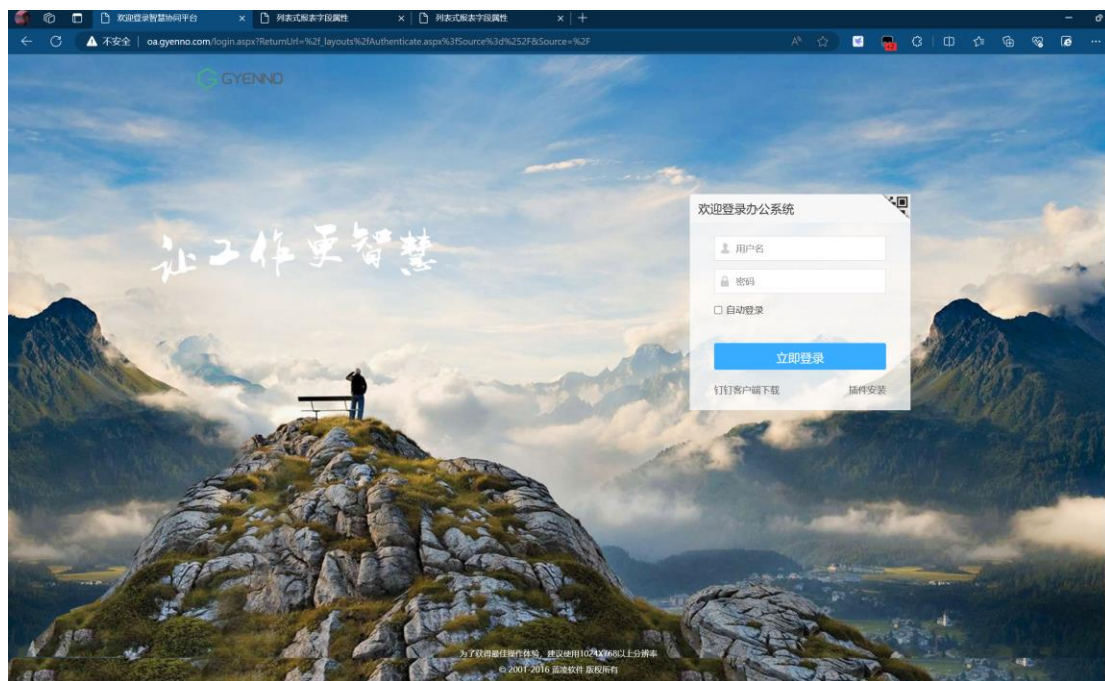 欢迎登录智慧协同平台
列表式报表字段属性
列表式报表字段属性
不安全 oa.gyenno.com/login.aspx?ReturnUrl=%2f_layouts%2fAuthenticate.aspx%3fSource%3d%252F&Source=%2F
GYENNO
让工作更智慧
欢迎登录办公系统
用户名
密码
自动登录
立即登录
钉钉客户端下载 插件安装
为了获得最佳操作体验，建议使用1024X768以上分辨率
© 2001-2016 蓝凌软件 版权所有